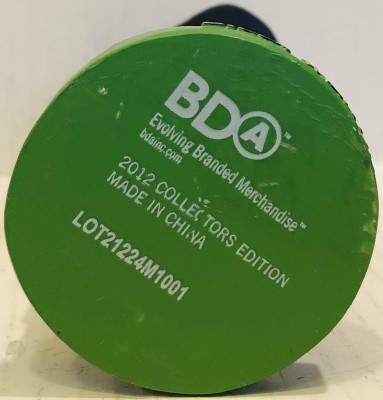 BDA™
Evolving Branded Merchandise™
bdainc.com
2012 COLLECTORS EDITION
MADE IN CHINA
LOT21224M1001